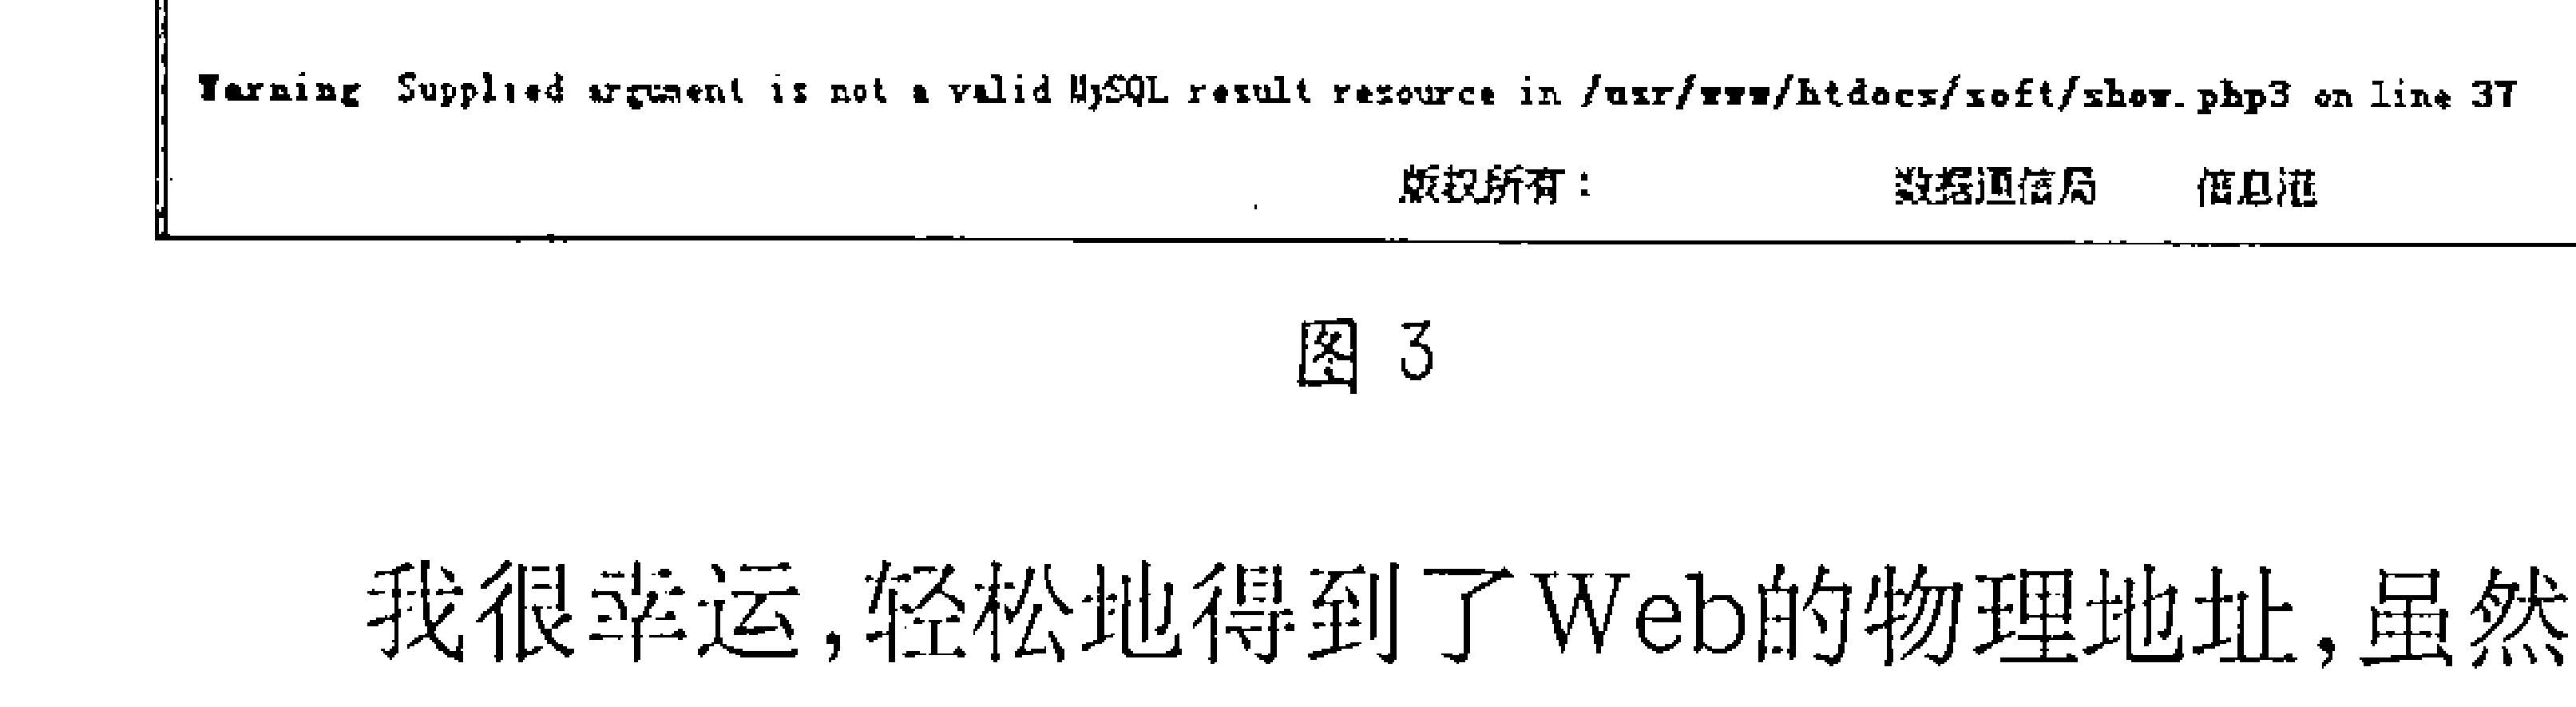 Warning Supplied argument is not a valid MySQL result resource in /usr/www/htdocs/soft/show.php3 on line 37
版权所有： 数据通信局 信息港
图 3
我很幸运,轻松地得到了Web的物理地址,虽然